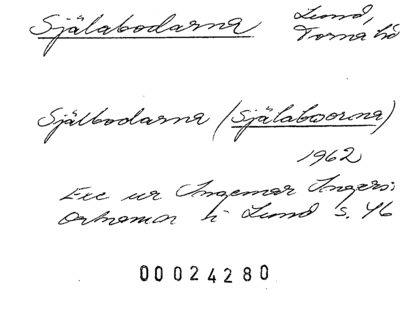 Själabodarna Lund,
Torna hd
Själbodarna (Själaboorna)
1962
Exc ur Ingemar Ingers:
Ortnamn i Lund s. 46
00024280